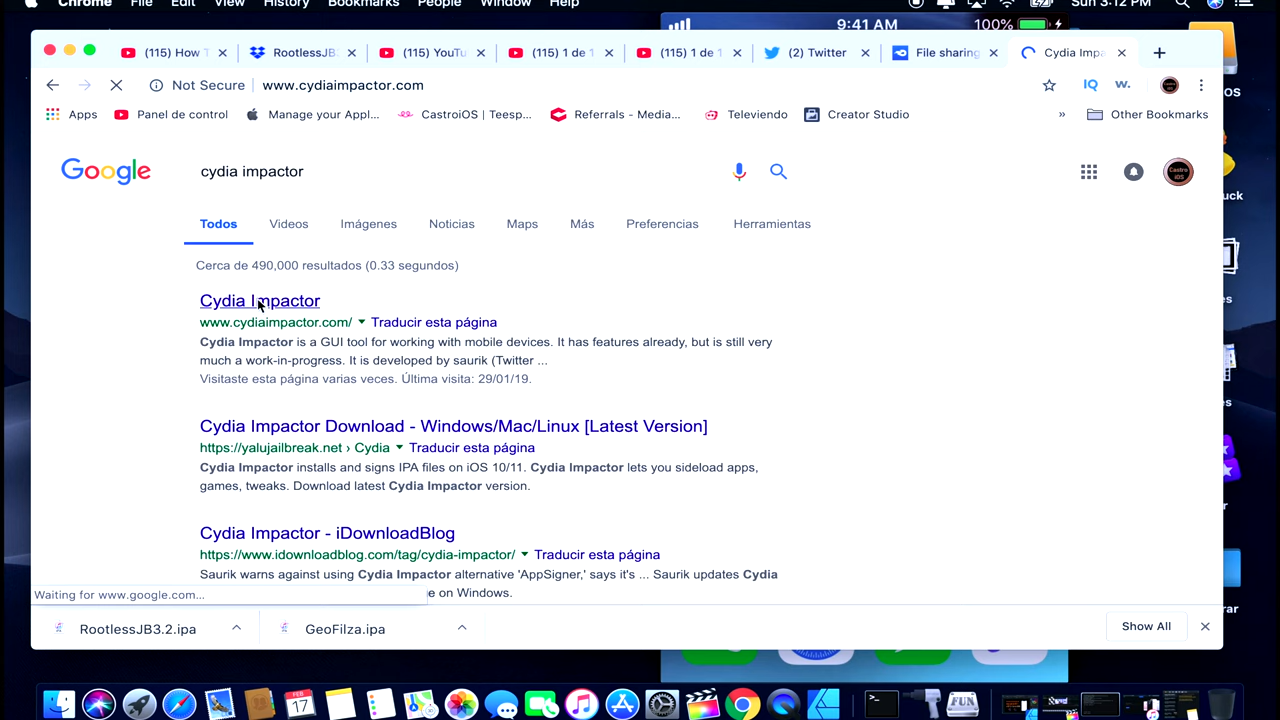 Chrome File Edit View History Bookmarks People Window Help Sun 3:12 PM
9:41 AM 100%
(115) How T RootlessJB (115) YouTu (115) 1 de 1 (115) 1 de 1 (2) Twitter File sharing Cydia Impa
Not Secure www.cydiaimpactor.com IQ w.
Apps Panel de control Manage your Appl... CastroiOS | Teesp... Referrals - Media... Televiendo Creator Studio » Other Bookmarks
Google cydia impactor Castro iOS
Todos Videos Imágenes Noticias Maps Más Preferencias Herramientas
Cerca de 490,000 resultados (0.33 segundos)
Cydia Impactor
www.cydiaimpactor.com/ Traducir esta página
Cydia Impactor is a GUI tool for working with mobile devices. It has features already, but is still very
much a work-in-progress. It is developed by saurik (Twitter ...
Visitaste esta página varias veces. Última visita: 29/01/19.
Cydia Impactor Download - Windows/Mac/Linux [Latest Version]
https://yalujailbreak.net › Cydia Traducir esta página
Cydia Impactor installs and signs IPA files on iOS 10/11. Cydia Impactor lets you sideload apps,
games, tweaks. Download latest Cydia Impactor version.
Cydia Impactor - iDownloadBlog
https://www.idownloadblog.com/tag/cydia-impactor/ Traducir esta página
Saurik warns against using Cydia Impactor alternative 'AppSigner,' says it's ... Saurik updates Cydia
e on Windows.
Waiting for www.google.com...
RootlessJB3.2.ipa GeoFilza.ipa Show All
FEB
17
FUN